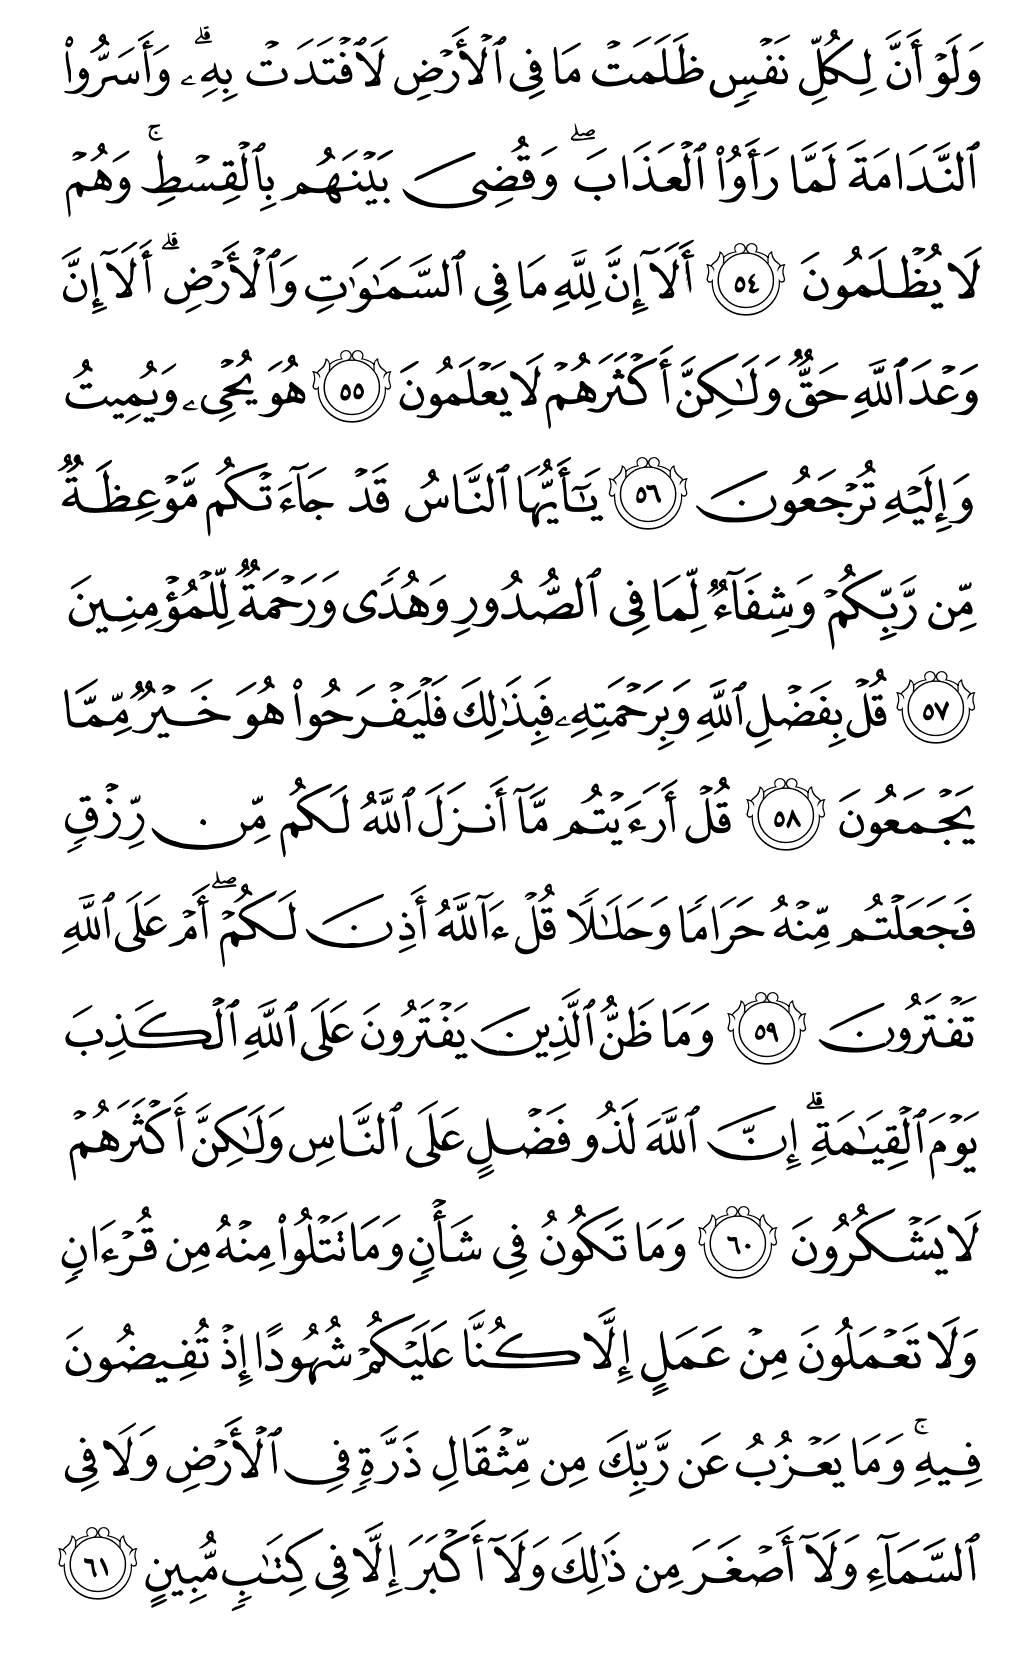 وَلَوْ أَنَّ لِكُلِّ نَفْسٍ ظَلَمَتْ مَا فِى ٱلْأَرْضِ لَٱفْتَدَتْ بِهِۦ ۗ وَأَسَرُّوا۟
ٱلنَّدَامَةَ لَمَّا رَأَوُا۟ ٱلْعَذَابَ ۖ وَقُضِىَ بَيْنَهُم بِٱلْقِسْطِ ۚ وَهُمْ
لَا يُظْلَمُونَ ﴿٥٤﴾ أَلَآ إِنَّ لِلَّهِ مَا فِى ٱلسَّمَـٰوَٰتِ وَٱلْأَرْضِ ۗ أَلَآ إِنَّ
وَعْدَ ٱللَّهِ حَقٌّ وَلَـٰكِنَّ أَكْثَرَهُمْ لَا يَعْلَمُونَ ﴿٥٥﴾ هُوَ يُحْىِۦ وَيُمِيتُ
وَإِلَيْهِ تُرْجَعُونَ ﴿٥٦﴾ يَـٰٓأَيُّهَا ٱلنَّاسُ قَدْ جَآءَتْكُم مَّوْعِظَةٌ
مِّن رَّبِّكُمْ وَشِفَآءٌ لِّمَا فِى ٱلصُّدُورِ وَهُدًى وَرَحْمَةٌ لِّلْمُؤْمِنِينَ
﴿٥٧﴾ قُلْ بِفَضْلِ ٱللَّهِ وَبِرَحْمَتِهِۦ فَبِذَٰلِكَ فَلْيَفْرَحُوا۟ هُوَ خَيْرٌ مِّمَّا
يَجْمَعُونَ ﴿٥٨﴾ قُلْ أَرَءَيْتُم مَّآ أَنزَلَ ٱللَّهُ لَكُم مِّن رِّزْقٍ
فَجَعَلْتُم مِّنْهُ حَرَامًا وَحَلَـٰلًا قُلْ ءَآللَّهُ أَذِنَ لَكُمْ ۖ أَمْ عَلَى ٱللَّهِ
تَفْتَرُونَ ﴿٥٩﴾ وَمَا ظَنُّ ٱلَّذِينَ يَفْتَرُونَ عَلَى ٱللَّهِ ٱلْكَذِبَ
يَوْمَ ٱلْقِيَـٰمَةِ ۗ إِنَّ ٱللَّهَ لَذُو فَضْلٍ عَلَى ٱلنَّاسِ وَلَـٰكِنَّ أَكْثَرَهُمْ
لَا يَشْكُرُونَ ﴿٦٠﴾ وَمَا تَكُونُ فِى شَأْنٍ وَمَا تَتْلُوا۟ مِنْهُ مِن قُرْءَانٍ
وَلَا تَعْمَلُونَ مِنْ عَمَلٍ إِلَّا كُنَّا عَلَيْكُمْ شُهُودًا إِذْ تُفِيضُونَ
فِيهِ ۚ وَمَا يَعْزُبُ عَن رَّبِّكَ مِن مِّثْقَالِ ذَرَّةٍ فِى ٱلْأَرْضِ وَلَا فِى
ٱلسَّمَآءِ وَلَآ أَصْغَرَ مِن ذَٰلِكَ وَلَآ أَكْبَرَ إِلَّا فِى كِتَـٰبٍ مُّبِينٍ ﴿٦١﴾